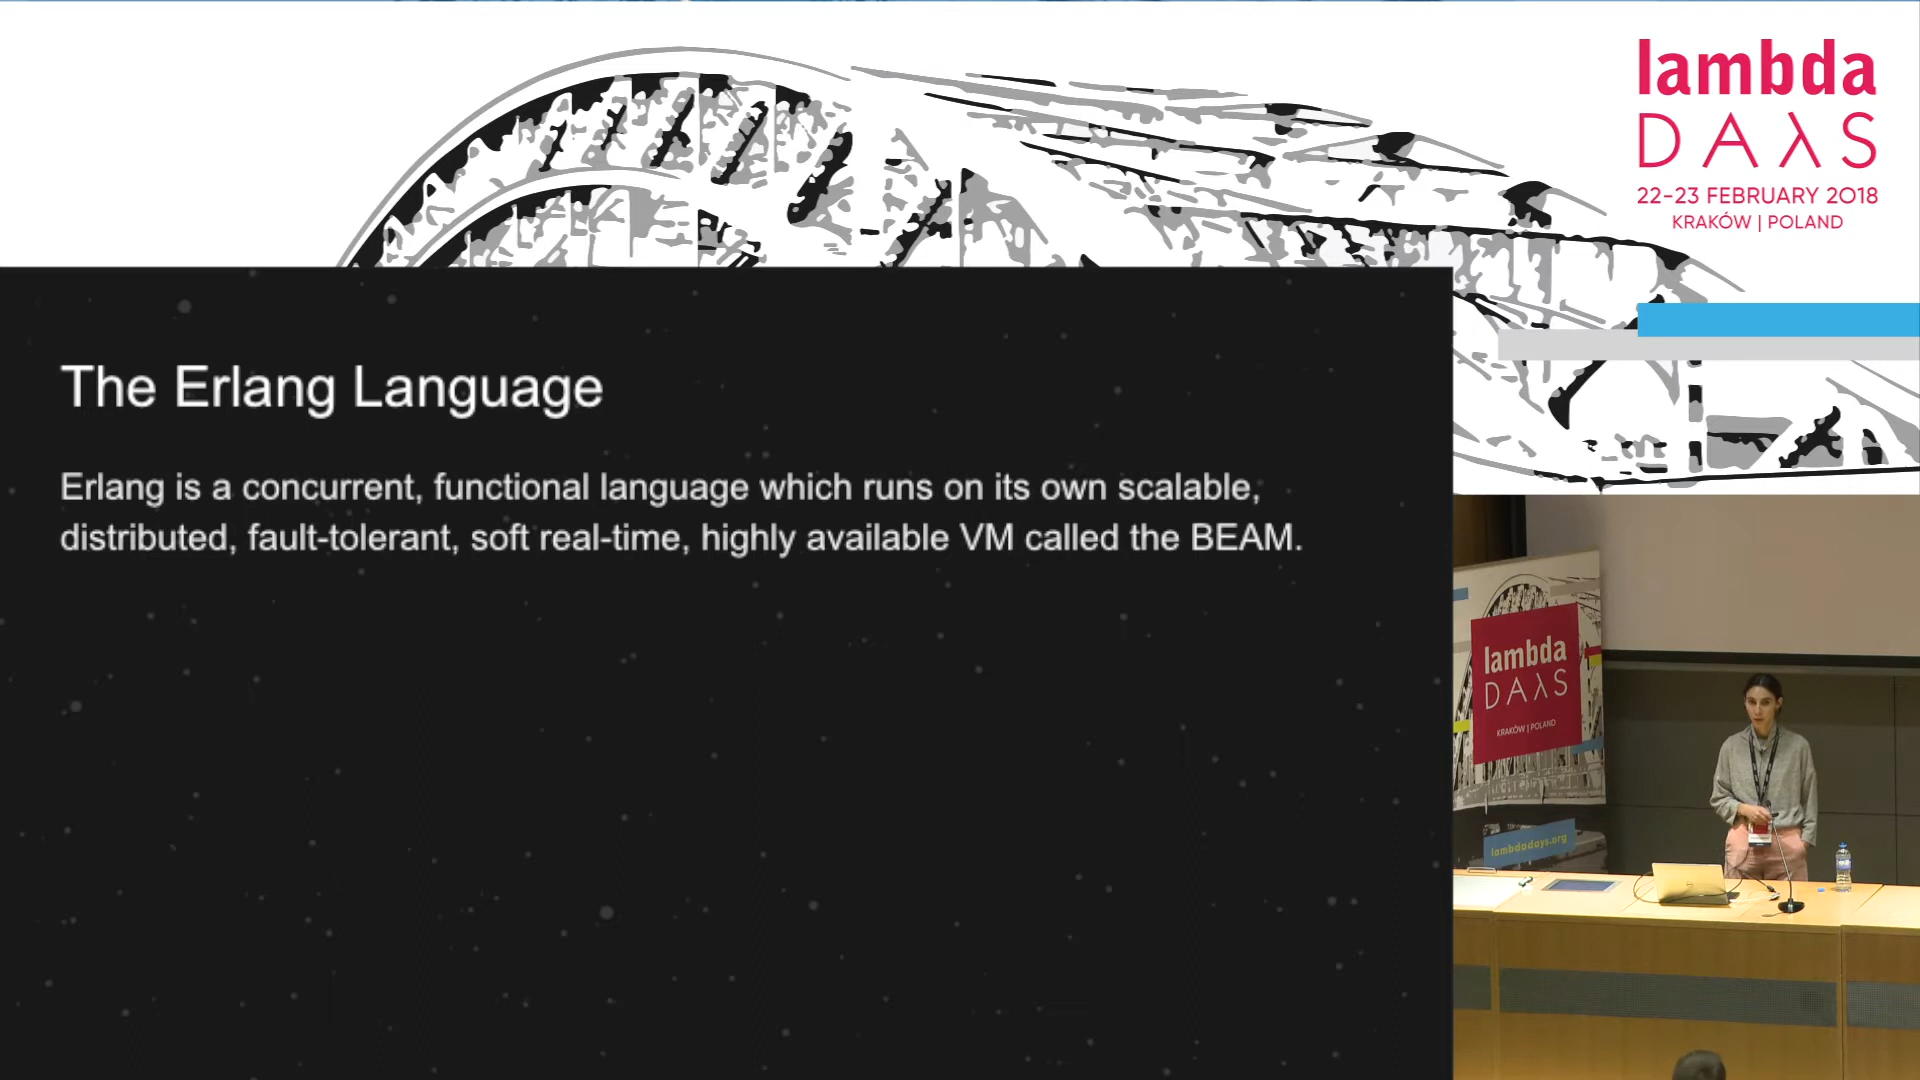 lambda
DAλS
22-23 FEBRUARY 2018
KRAKÓW | POLAND
The Erlang Language
Erlang is a concurrent, functional language which runs on its own scalable,
distributed, fault-tolerant, soft real-time, highly available VM called the BEAM.
lambda
DAλS
KRAKÓW | POLAND
lambdadays.org